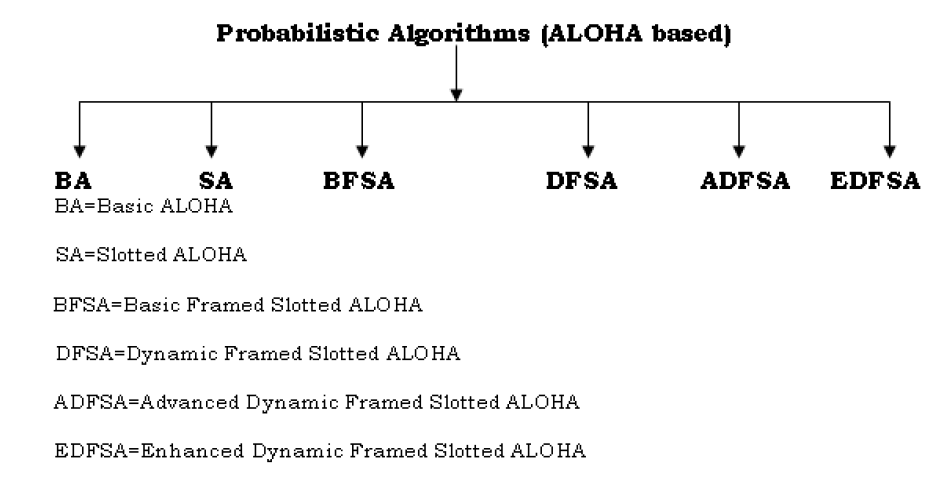 Probabilistic Algorithms (ALOHA based)
BA SA BFSA DFSA ADFSA EDFSA
BA=Basic ALOHA
SA=Slotted ALOHA
BFSA=Basic Framed Slotted ALOHA
DFSA=Dynamic Framed Slotted ALOHA
ADFSA=Advanced Dynamic Framed Slotted ALOHA
EDFSA=Enhanced Dynamic Framed Slotted ALOHA